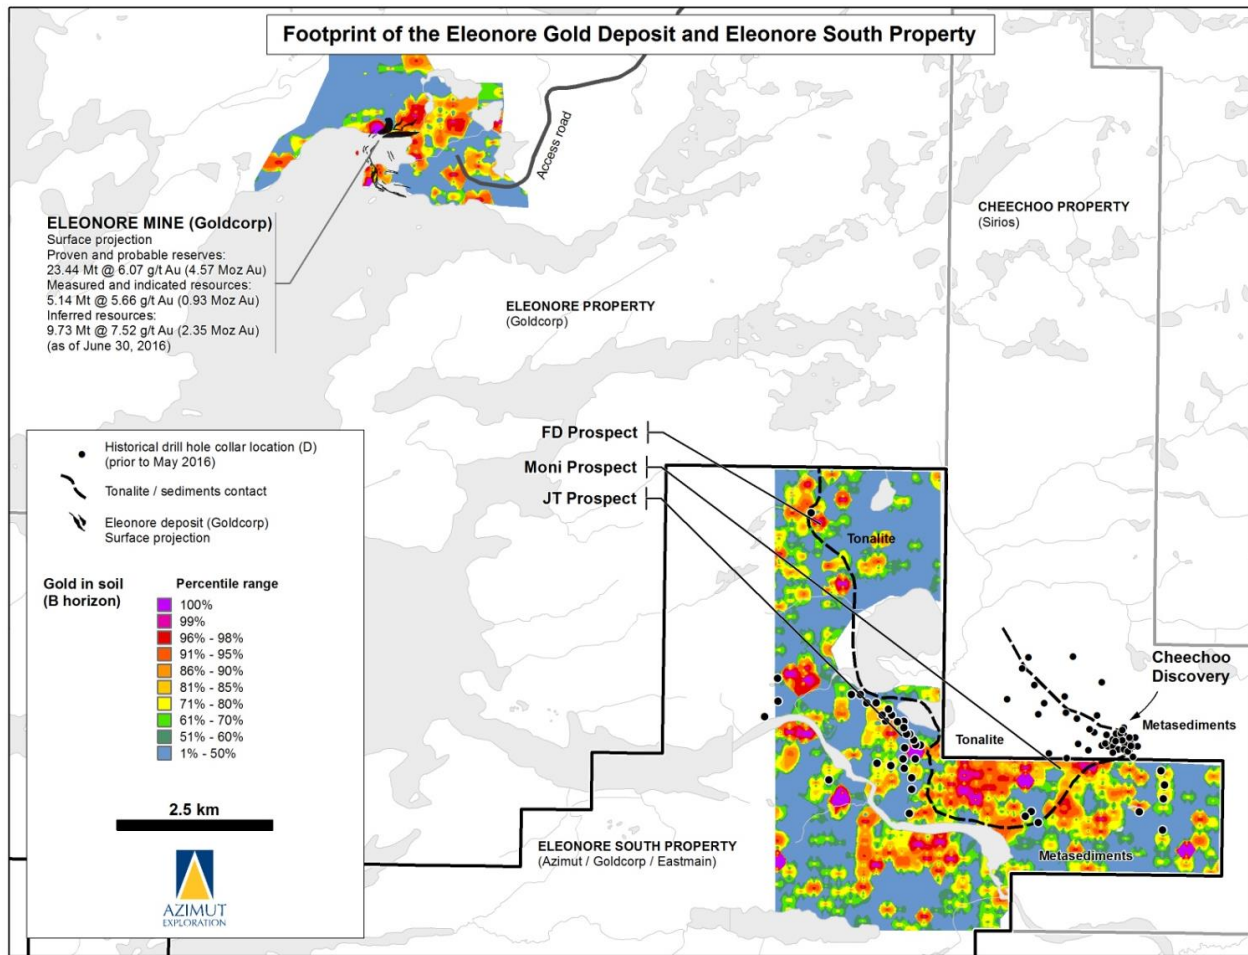 Footprint of the Eleonore Gold Deposit and Eleonore South Property
Access road
ELEONORE MINE (Goldcorp)
Surface projection
Proven and probable reserves:
23.44 Mt @ 6.07 g/t Au (4.57 Moz Au)
Measured and indicated resources:
5.14 Mt @ 5.66 g/t Au (0.93 Moz Au)
Inferred resources:
9.73 Mt @ 7.52 g/t Au (2.35 Moz Au)
(as of June 30, 2016)
CHEECHOO PROPERTY
(Sirios)
ELEONORE PROPERTY
(Goldcorp)
FD Prospect
Moni Prospect
JT Prospect
Tonalite
Cheechoo
Discovery
Metasediments
Tonalite
Metasediments
ELEONORE SOUTH PROPERTY
(Azimut / Goldcorp / Eastmain)
Historical drill hole collar location (D)
(prior to May 2016)
Tonalite / sediments contact
Eleonore deposit (Goldcorp)
Surface projection
Gold in soil
(B horizon)
Percentile range
100%
99%
96% - 98%
91% - 95%
86% - 90%
81% - 85%
71% - 80%
61% - 70%
51% - 60%
1% - 50%
2.5 km
AZIMUT
EXPLORATION